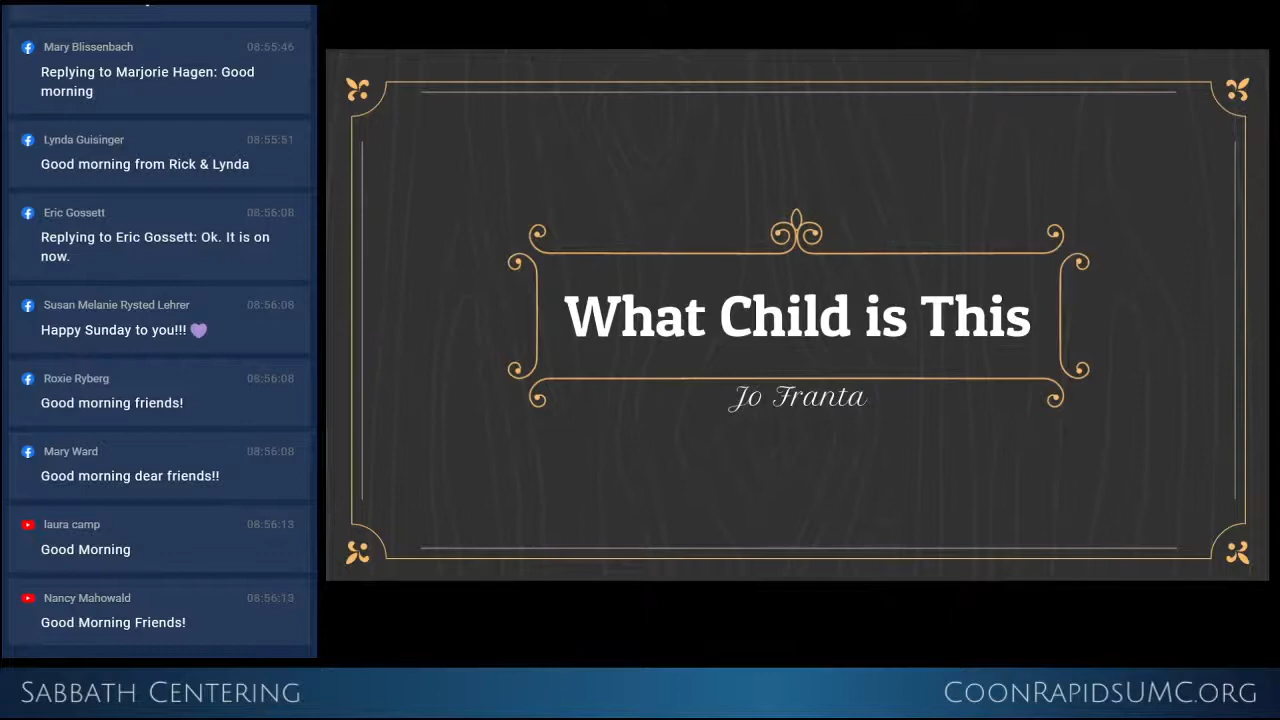 Mary Blissenbach 08:55:46
Replying to Marjorie Hagen: Good
morning
Lynda Guisinger 08:55:51
Good morning from Rick & Lynda
Eric Gossett 08:56:08
Replying to Eric Gossett: Ok. It is on
now.
Susan Melanie Rysted Lehrer 08:56:08
Happy Sunday to you!!! 💜
Roxie Ryberg 08:56:08
Good morning friends!
Mary Ward 08:56:08
Good morning dear friends!!
laura camp 08:56:13
Good Morning
Nancy Mahowald 08:56:13
Good Morning Friends!
What Child is This
Jo Franta
Sabbath Centering
CoonRapidsUMC.org